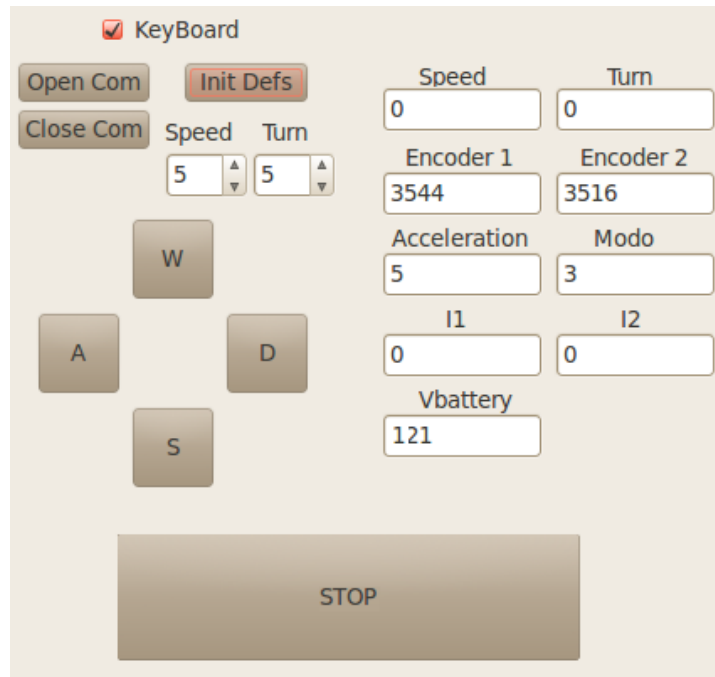 KeyBoard
Open Com
Init Defs
Close Com
Speed Turn
5 5
W
A D
S
Speed Turn
0 0
Encoder 1 Encoder 2
3544 3516
Acceleration Modo
5 3
I1 I2
0 0
Vbattery
121
STOP